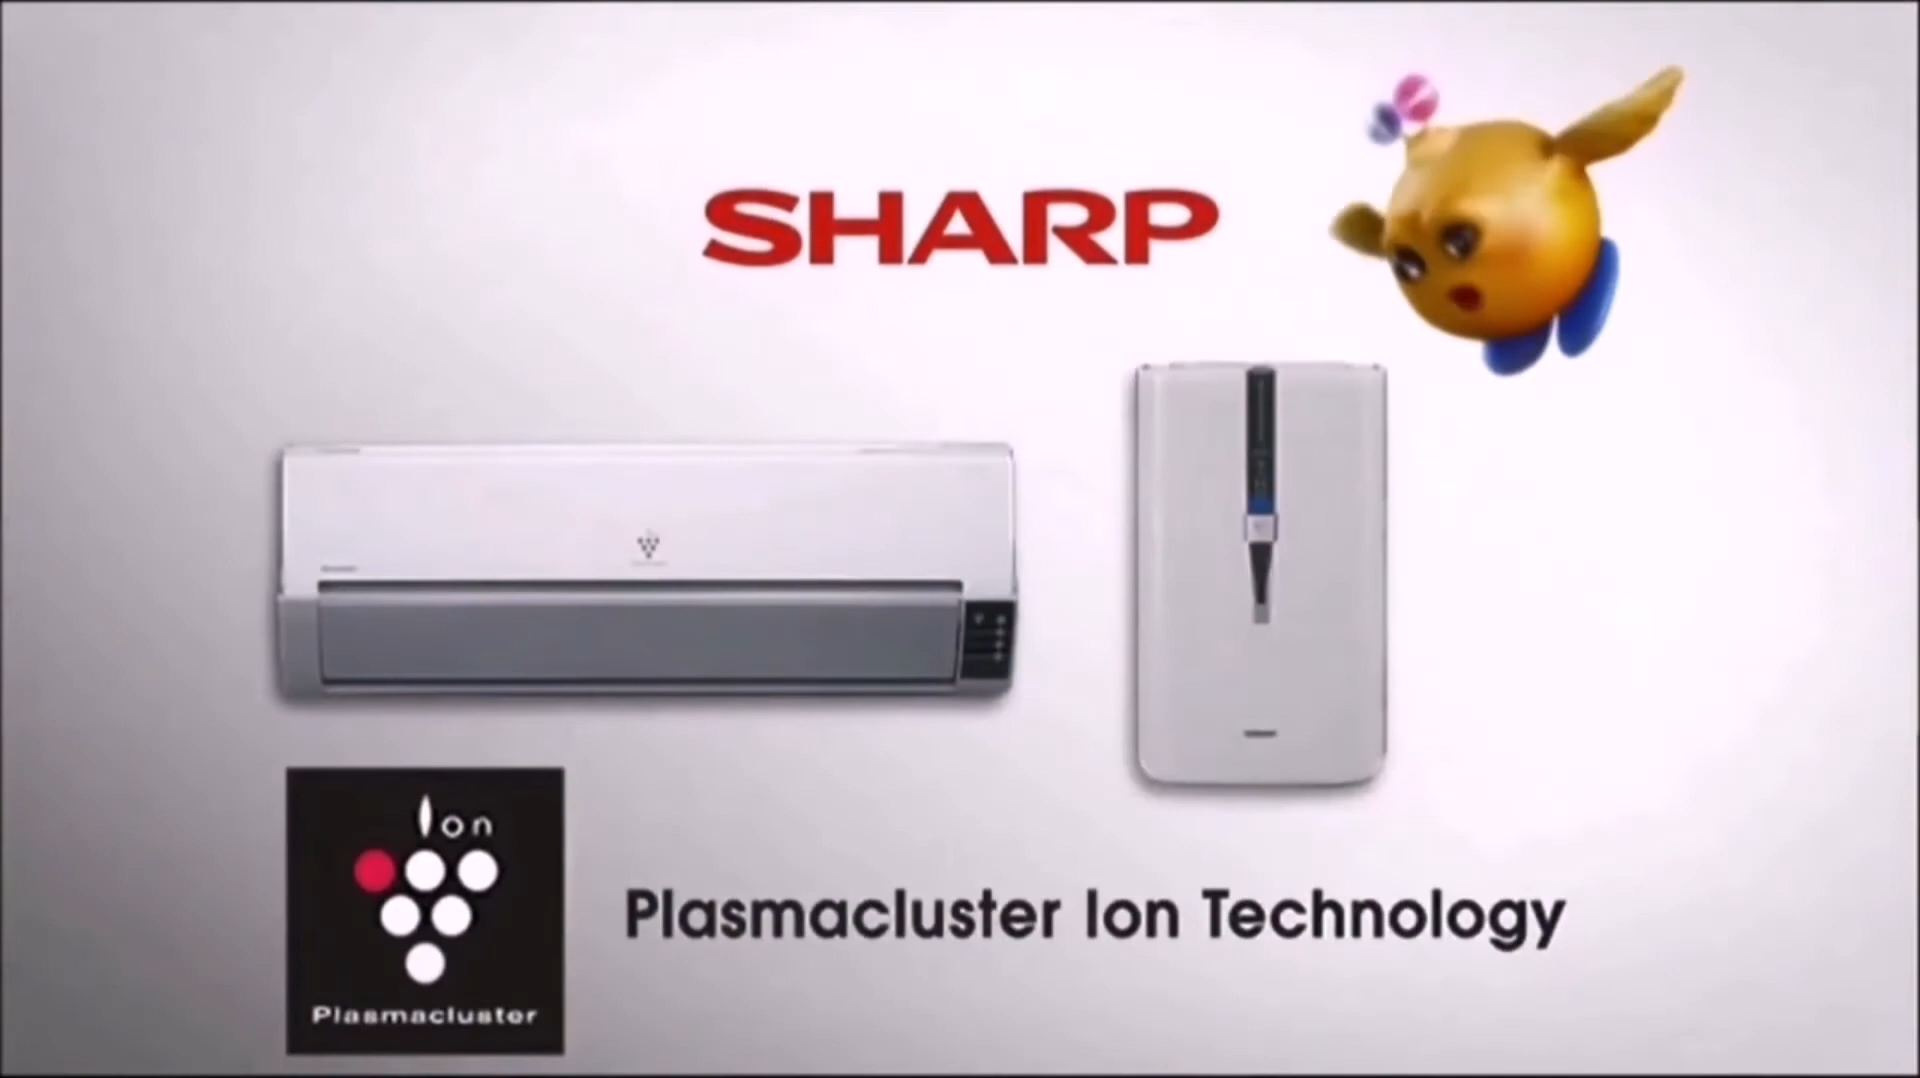 SHARP
Ion
Plasmacluster
Plasmacluster Ion Technology